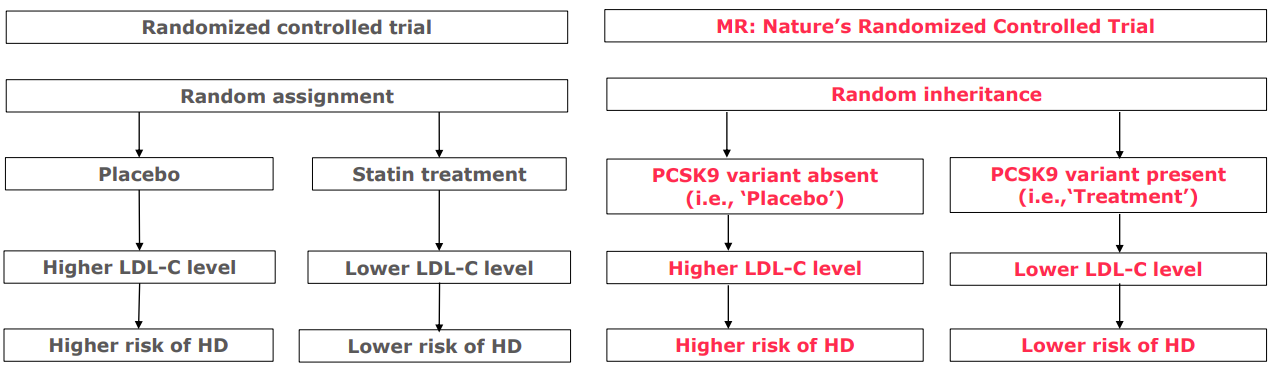 Randomized controlled trial
Random assignment
Placebo
Statin treatment
Higher LDL-C level
Lower LDL-C level
Higher risk of HD
Lower risk of HD
MR: Nature’s Randomized Controlled Trial
Random inheritance
PCSK9 variant absent
(i.e., ‘Placebo’)
PCSK9 variant present
(i.e.,‘Treatment’)
Higher LDL-C level
Lower LDL-C level
Higher risk of HD
Lower risk of HD